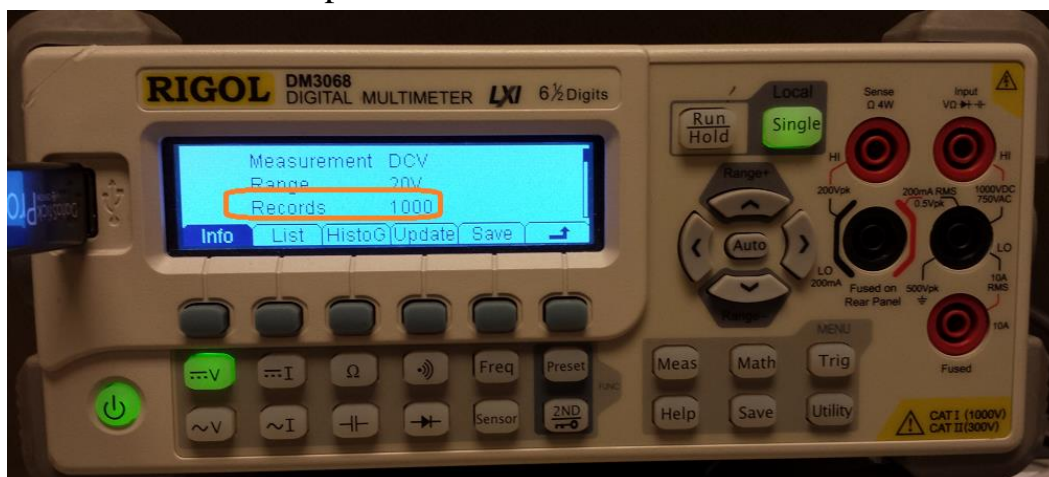 RIGOL DM3068 DIGITAL MULTIMETER LXI 6½ Digits
Measurement DCV
Range 20V
Records 1000
Info List HistoG Update Save
V I Ω Freq Preset
~V ~I Sensor 2ND
FUNC
Run Hold
Local
Single
Range+
Auto
Range-
MENU
Meas Math Trig
Help Save Utility
Sense Ω 4W
Input VΩ
HI HI
200Vpk
200mA RMS 0.5Vpk
1000VDC 750VAC
LO 200mA
Fused on Rear Panel
500Vpk
LO
10A RMS
10A
Fused
CAT I (1000V)
CAT II (300V)